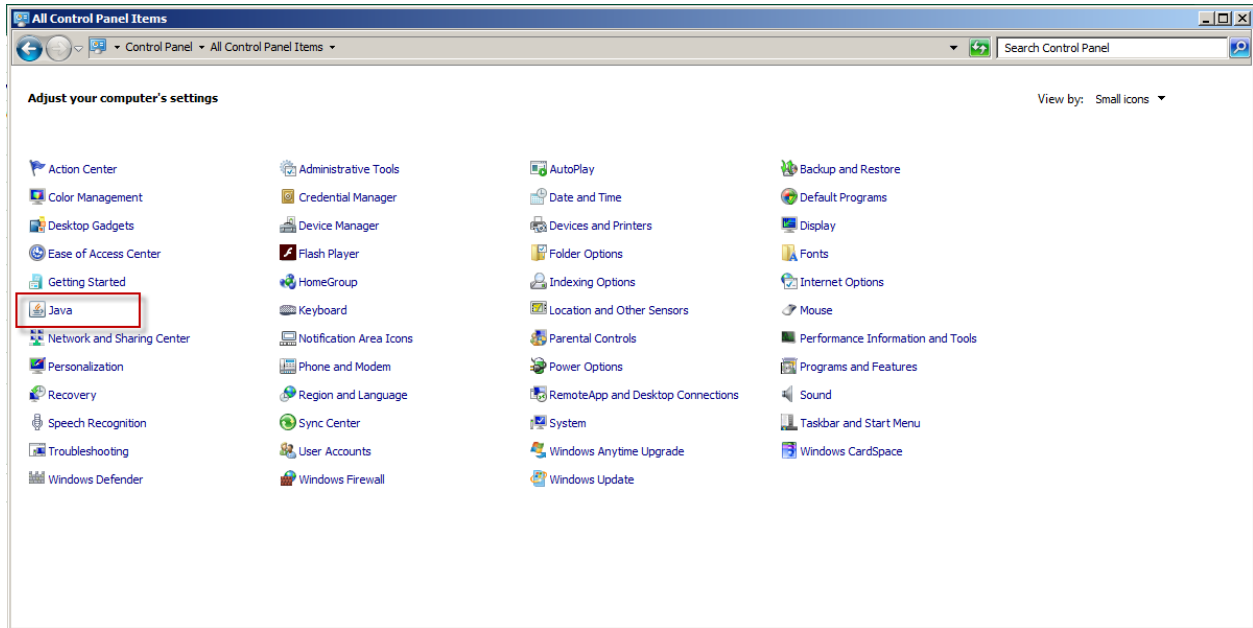 All Control Panel Items
Control Panel All Control Panel Items Search Control Panel
Adjust your computer's settings View by: Small icons
Action Center Administrative Tools AutoPlay Backup and Restore
Color Management Credential Manager Date and Time Default Programs
Desktop Gadgets Device Manager Devices and Printers Display
Ease of Access Center Flash Player Folder Options Fonts
Getting Started HomeGroup Indexing Options Internet Options
Java Keyboard Location and Other Sensors Mouse
Network and Sharing Center Notification Area Icons Parental Controls Performance Information and Tools
Personalization Phone and Modem Power Options Programs and Features
Recovery Region and Language RemoteApp and Desktop Connections Sound
Speech Recognition Sync Center System Taskbar and Start Menu
Troubleshooting User Accounts Windows Anytime Upgrade Windows CardSpace
Windows Defender Windows Firewall Windows Update